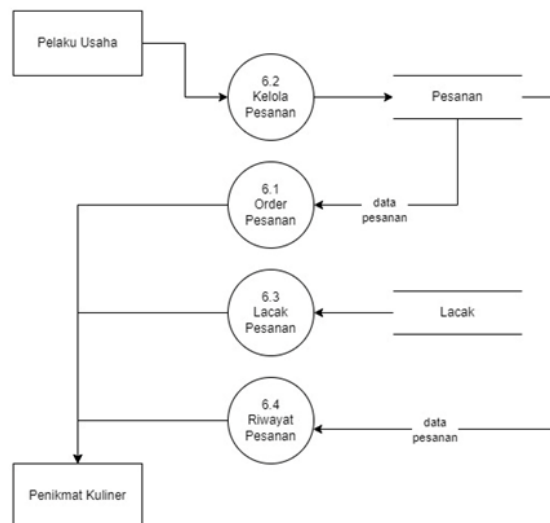 Pelaku Usaha
6.2
Kelola
Pesanan
Pesanan
6.1
Order
Pesanan
data
pesanan
6.3
Lacak
Pesanan
Lacak
6.4
Riwayat
Pesanan
data
pesanan
Penikmat Kuliner